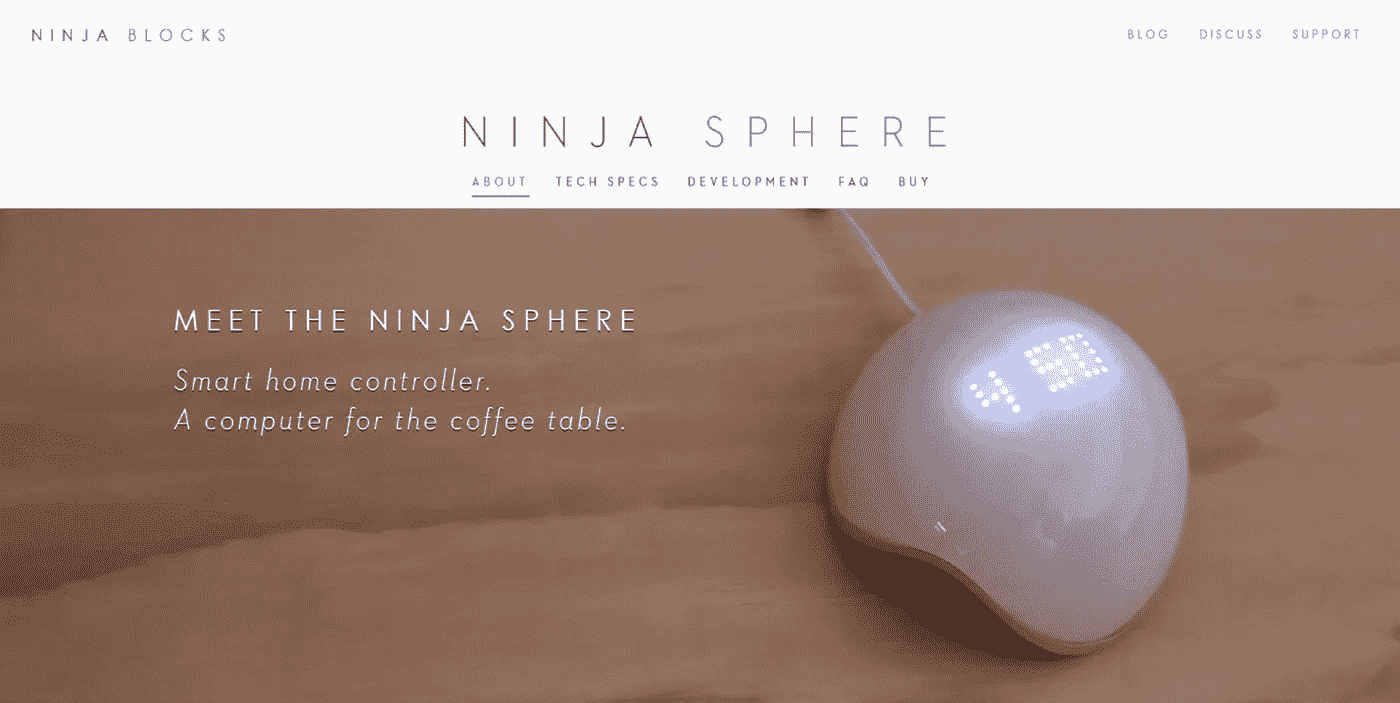 NINJA BLOCKS
BLOG DISCUSS SUPPORT
NINJA SPHERE
ABOUT TECH SPECS DEVELOPMENT FAQ BUY
MEET THE NINJA SPHERE
Smart home controller.
A computer for the coffee table.